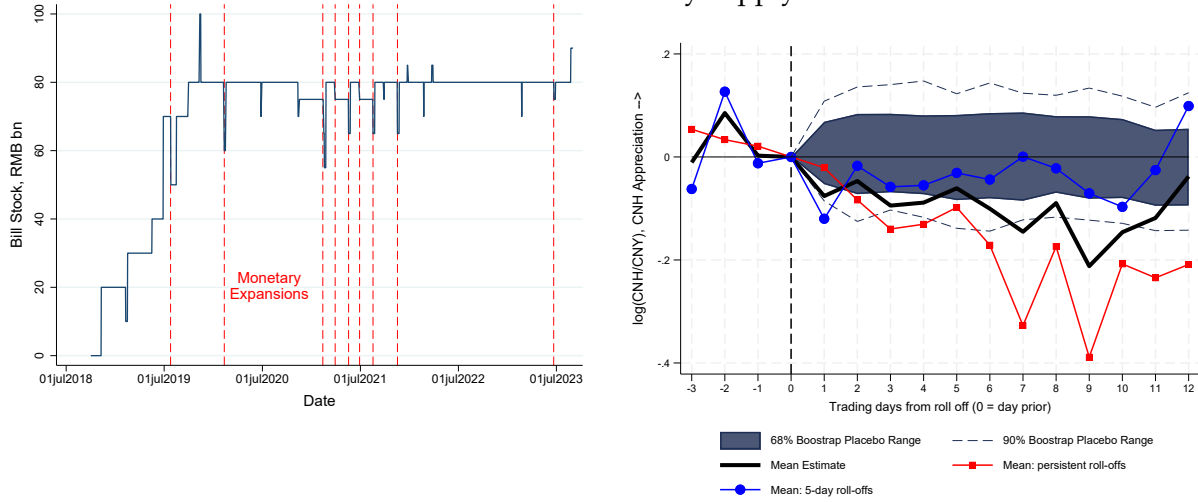 Bill Stock, RMB bn
100
80
60
40
20
0
Monetary
Expansions
01jul2018 01jul2019 01jul2020 01jul2021 01jul2022 01jul2023
Date
log(CNH/CNY), CNH Appreciation -->
.2
0
-.2
-.4
-3 -2 -1 0 1 2 3 4 5 6 7 8 9 10 11 12
Trading days from roll off (0 = day prior)
68% Boostrap Placebo Range 90% Boostrap Placebo Range
Mean Estimate Mean: persistent roll-offs
Mean: 5-day roll-offs